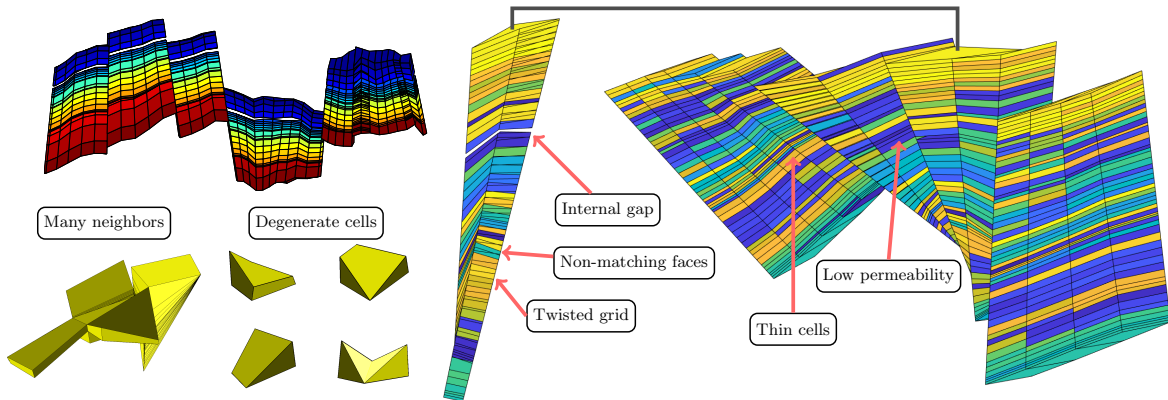 Many neighbors
Degenerate cells
Internal gap
Non-matching faces
Twisted grid
Low permeability
Thin cells